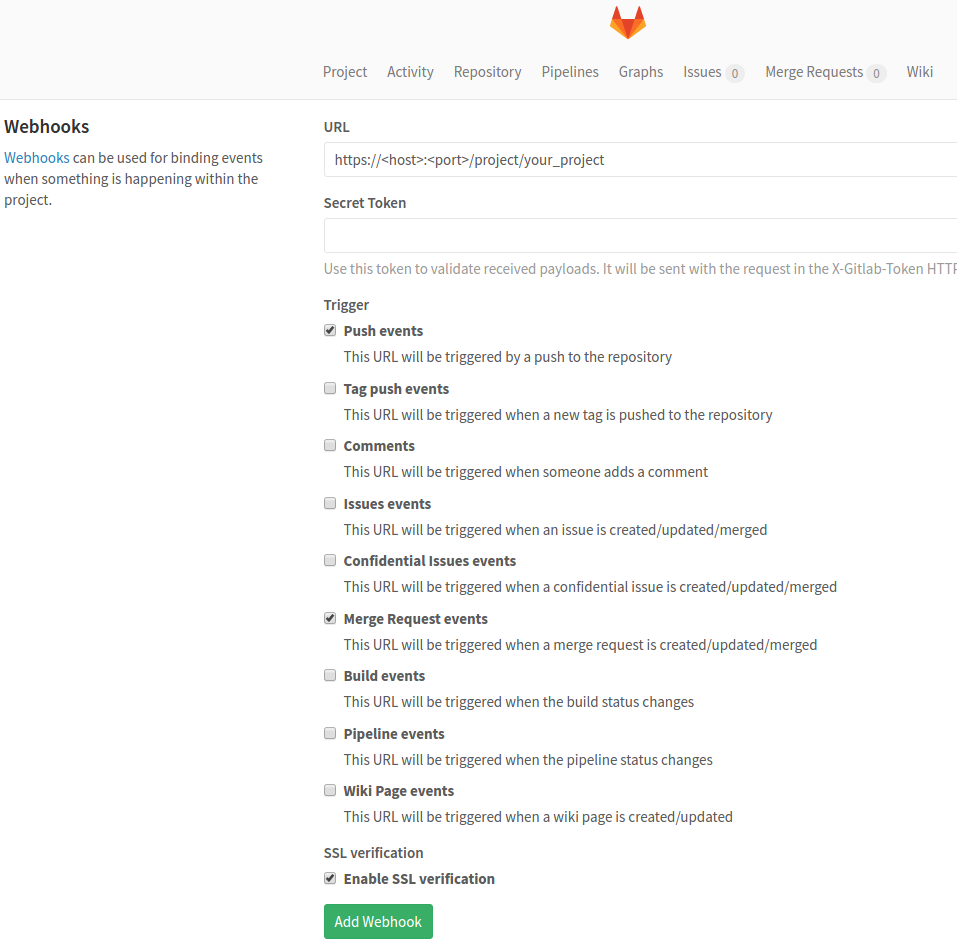 Project Activity Repository Pipelines Graphs Issues 0 Merge Requests 0 Wiki
Webhooks
Webhooks can be used for binding events
when something is happening within the
project.
URL
https://<host>:<port>/project/your_project
Secret Token
Use this token to validate received payloads. It will be sent with the request in the X-Gitlab-Token HTTP
Trigger
Push events
This URL will be triggered by a push to the repository
Tag push events
This URL will be triggered when a new tag is pushed to the repository
Comments
This URL will be triggered when someone adds a comment
Issues events
This URL will be triggered when an issue is created/updated/merged
Confidential Issues events
This URL will be triggered when a confidential issue is created/updated/merged
Merge Request events
This URL will be triggered when a merge request is created/updated/merged
Build events
This URL will be triggered when the build status changes
Pipeline events
This URL will be triggered when the pipeline status changes
Wiki Page events
This URL will be triggered when a wiki page is created/updated
SSL verification
Enable SSL verification
Add Webhook